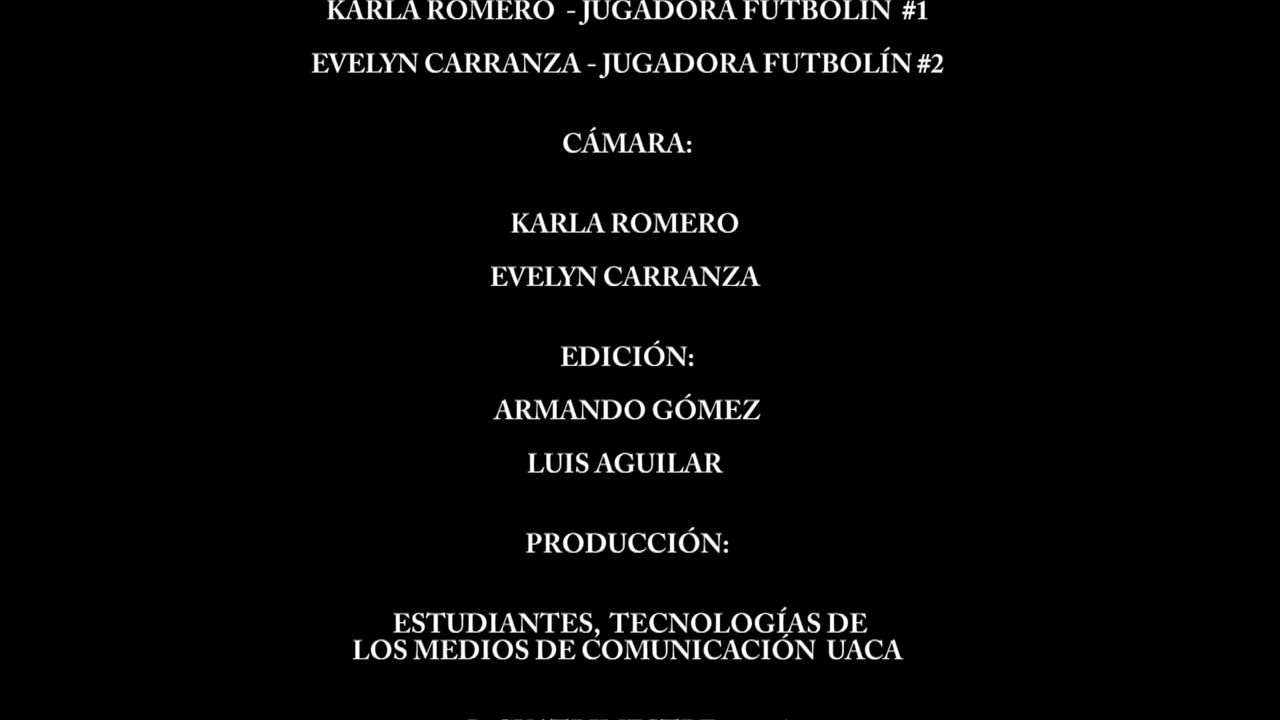 KARLA ROMERO - JUGADORA FUTBOLÍN #1
EVELYN CARRANZA - JUGADORA FUTBOLÍN #2
CÁMARA:
KARLA ROMERO
EVELYN CARRANZA
EDICIÓN:
ARMANDO GÓMEZ
LUIS AGUILAR
PRODUCCIÓN:
ESTUDIANTES, TECNOLOGÍAS DE
LOS MEDIOS DE COMUNICACIÓN UACA